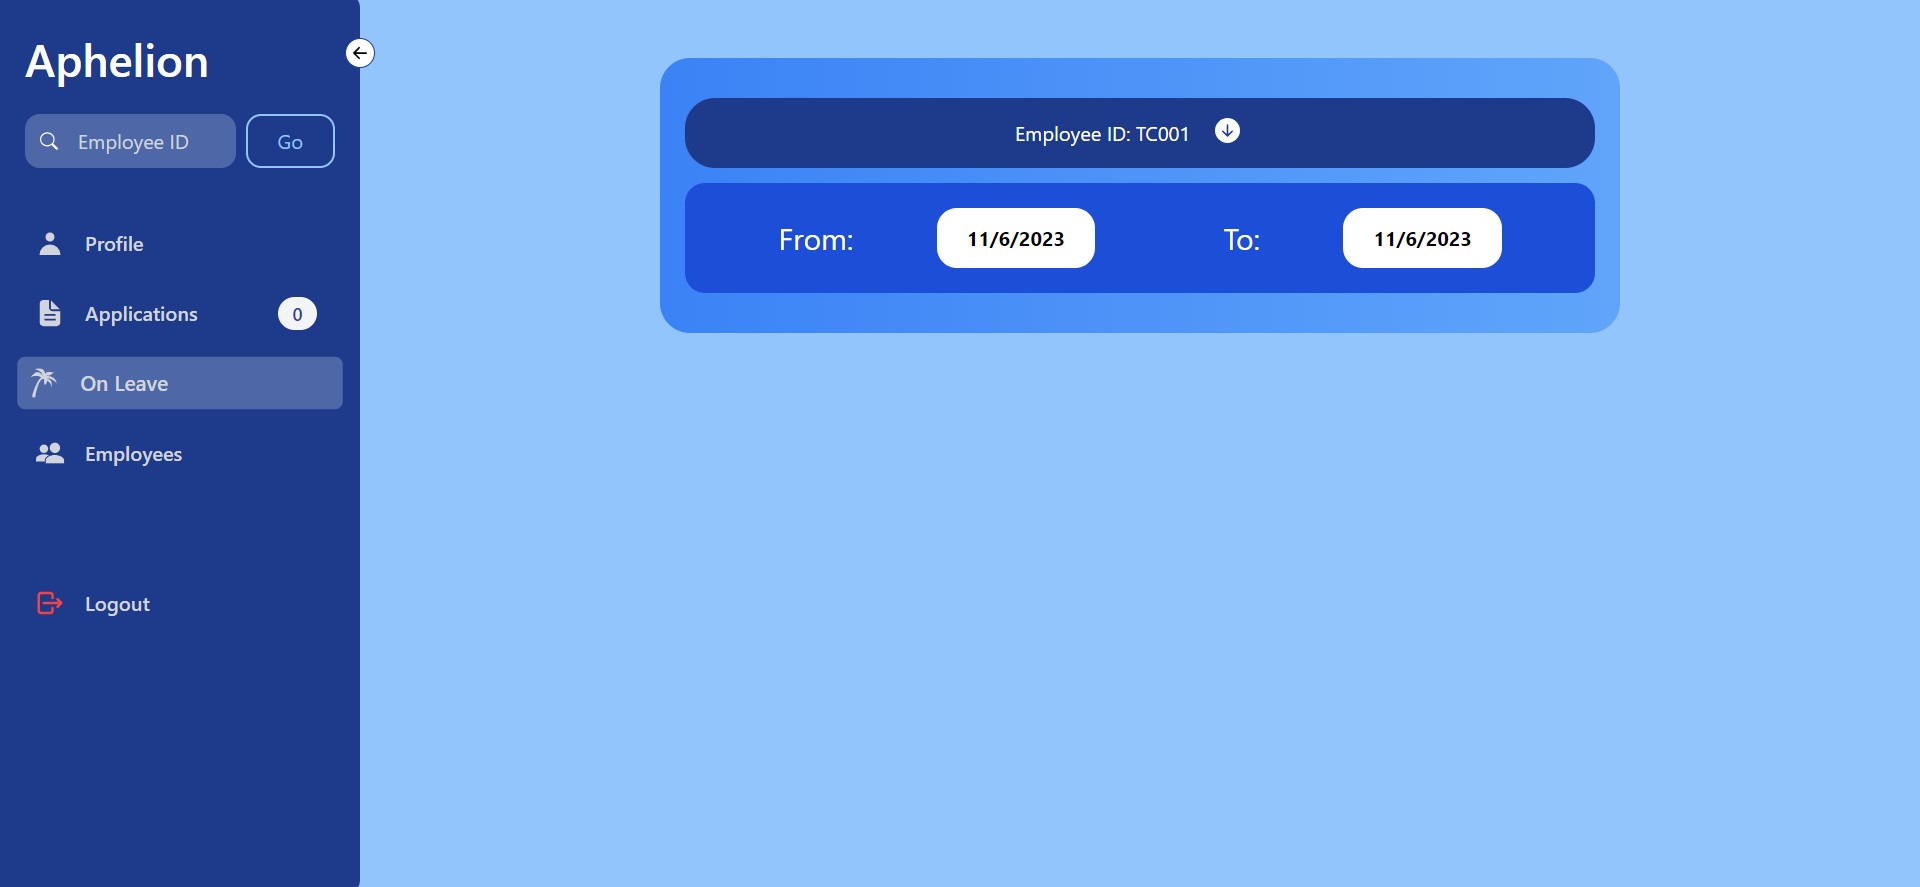 Aphelion
Employee ID
Go
Profile
Applications
0
On Leave
Employees
Logout
Employee ID: TC001
From:
11/6/2023
To:
11/6/2023